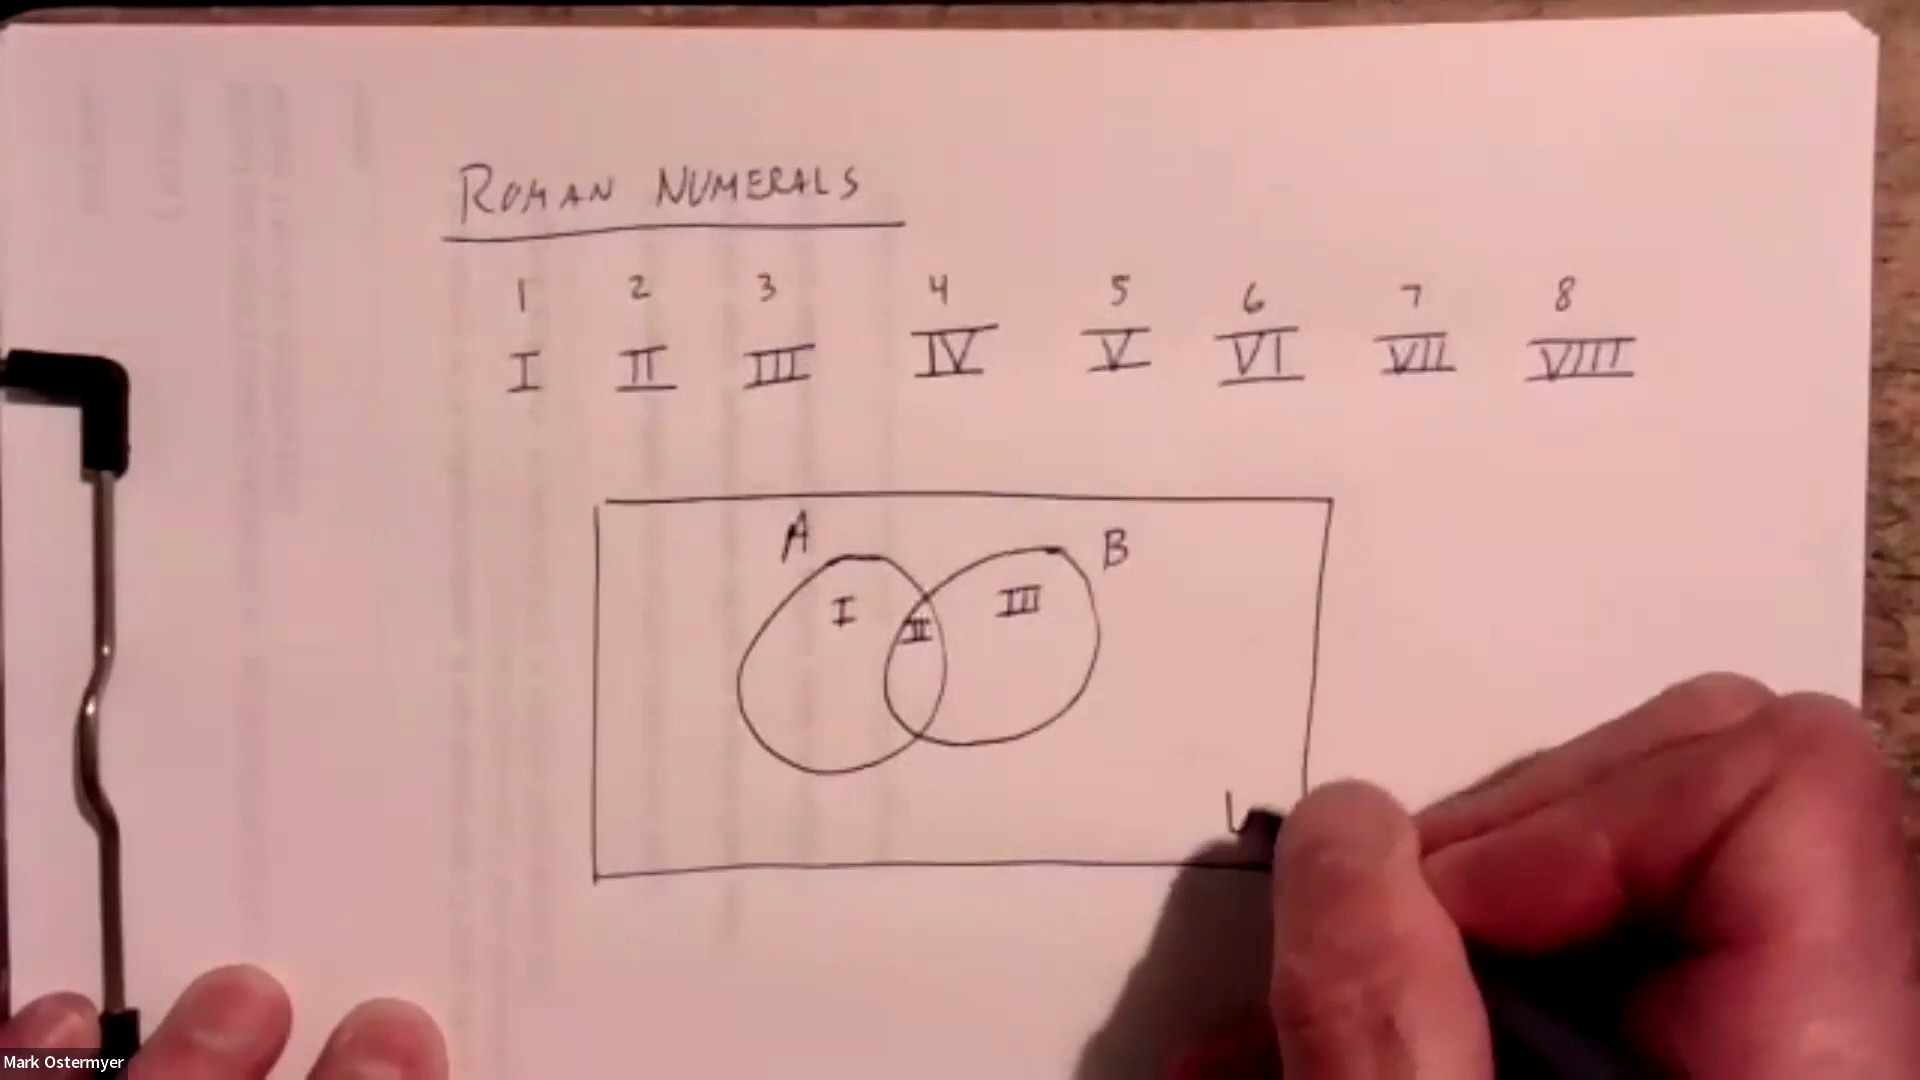 ROMAN NUMERALS
1 2 3 4 5 6 7 8
I II III IV V VI VII VIII
A B
I II III
Mark Ostermyer